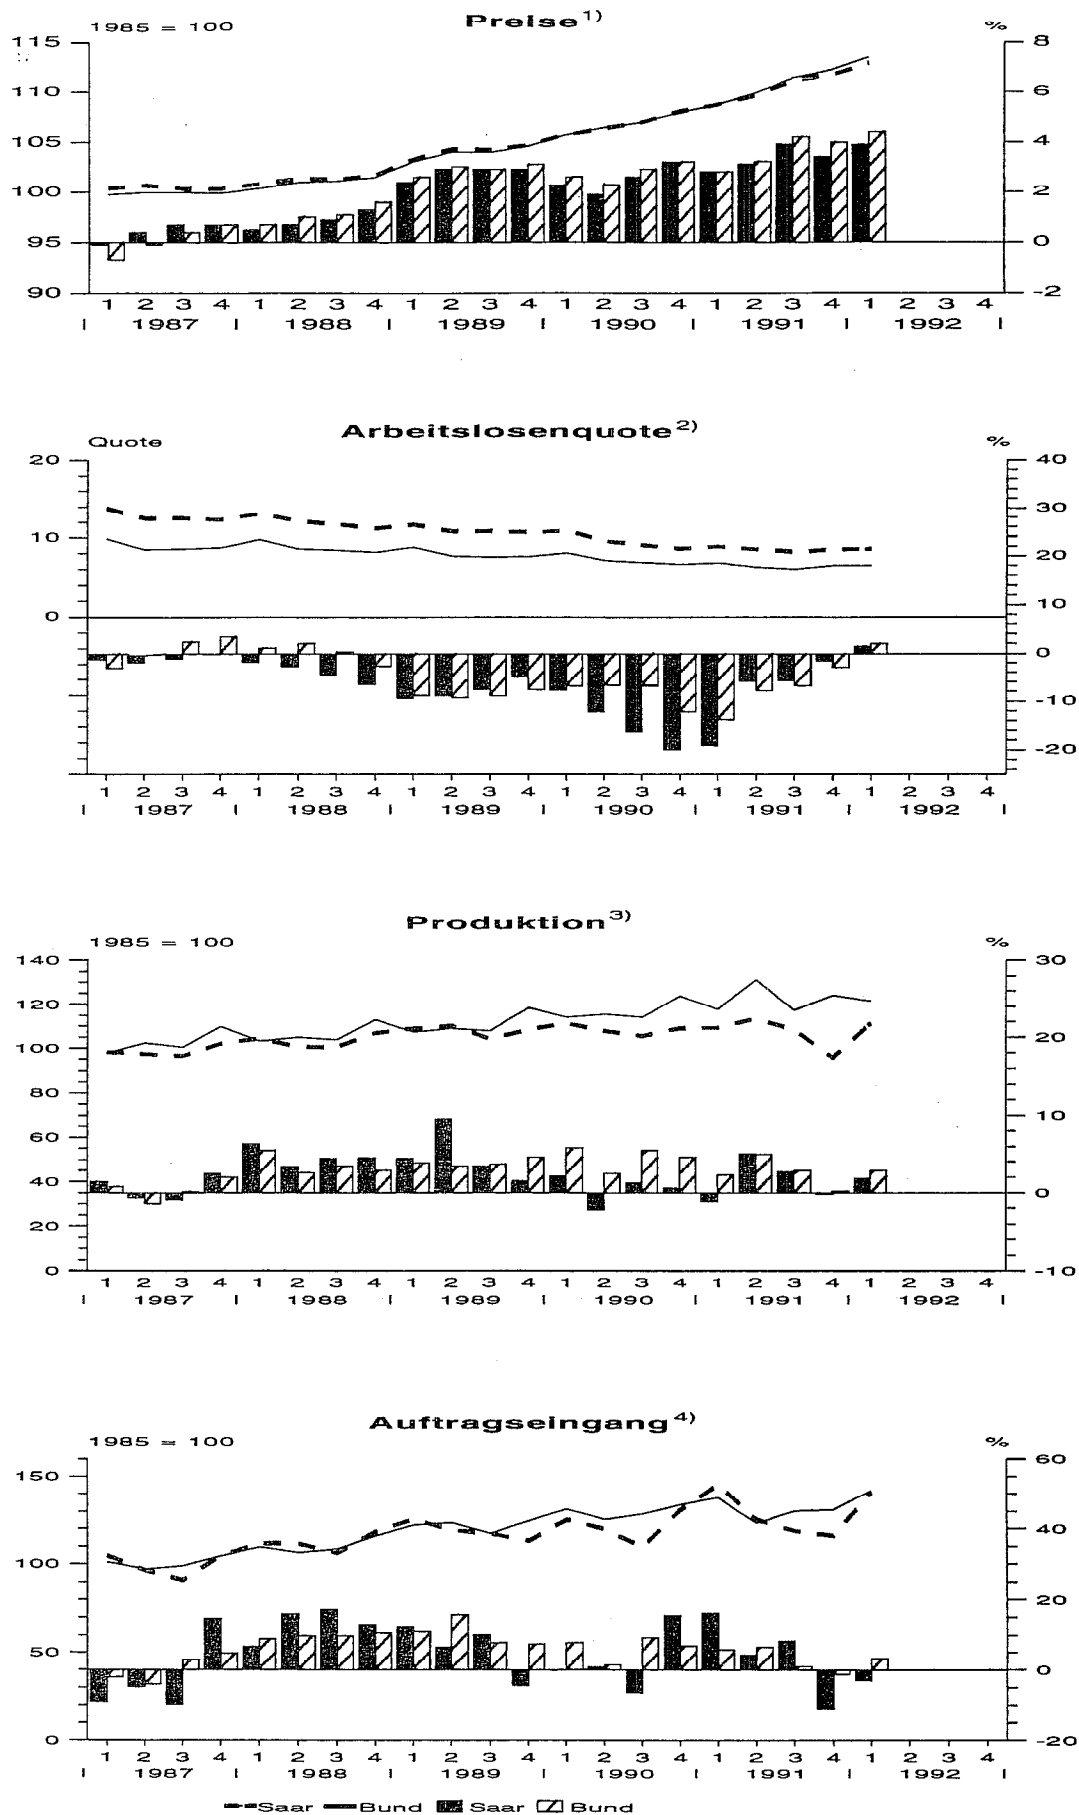 Preise1)
1985 = 100 %
115 8
110 6
105 4
100 2
95 0
90 -2
1 2 3 4 1 2 3 4 1 2 3 4 1 2 3 4 1 2 3 4 1 2 3 4
| 1987 | 1988 | 1989 | 1990 | 1991 | 1992 |
Arbeitslosenquote2)
Quote %
20 40
30
10 20
0 10
0
-10
-20
1 2 3 4 1 2 3 4 1 2 3 4 1 2 3 4 1 2 3 4 1 2 3 4
| 1987 | 1988 | 1989 | 1990 | 1991 | 1992 |
Produktion3)
1985 = 100 %
140 30
120
100 20
80
60 10
40 0
20
0 -10
1 2 3 4 1 2 3 4 1 2 3 4 1 2 3 4 1 2 3 4 1 2 3 4
| 1987 | 1988 | 1989 | 1990 | 1991 | 1992 |
Auftragseingang4)
1985 = 100 %
60
150 40
100 20
50 0
0 -20
1 2 3 4 1 2 3 4 1 2 3 4 1 2 3 4 1 2 3 4 1 2 3 4
| 1987 | 1988 | 1989 | 1990 | 1991 | 1992 |
Saar Bund Saar Bund